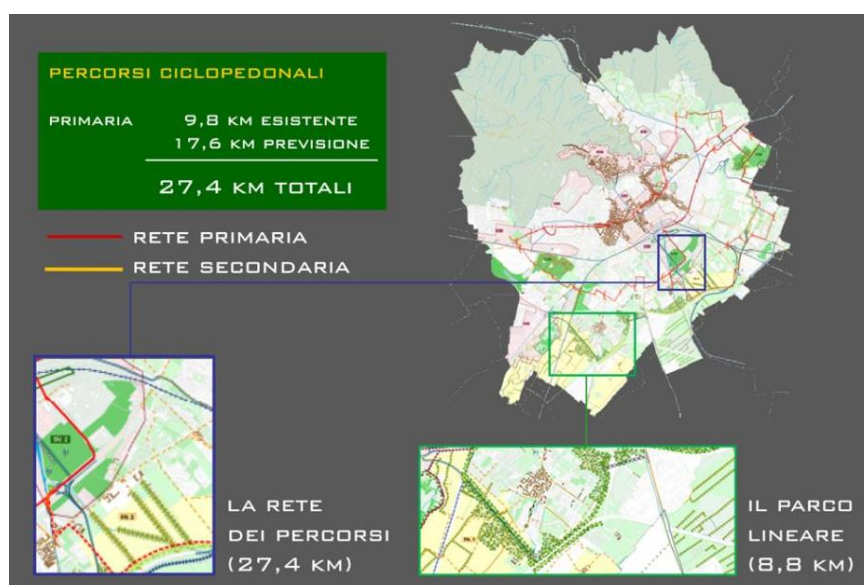 PERCORSI CICLOPEDONALI
PRIMARIA 9,8 KM ESISTENTE
17,6 KM PREVISIONE
27,4 KM TOTALI
RETE PRIMARIA
RETE SECONDARIA
LA RETE
DEI PERCORSI
(27,4 KM)
IL PARCO
LINEARE
(8,8 KM)